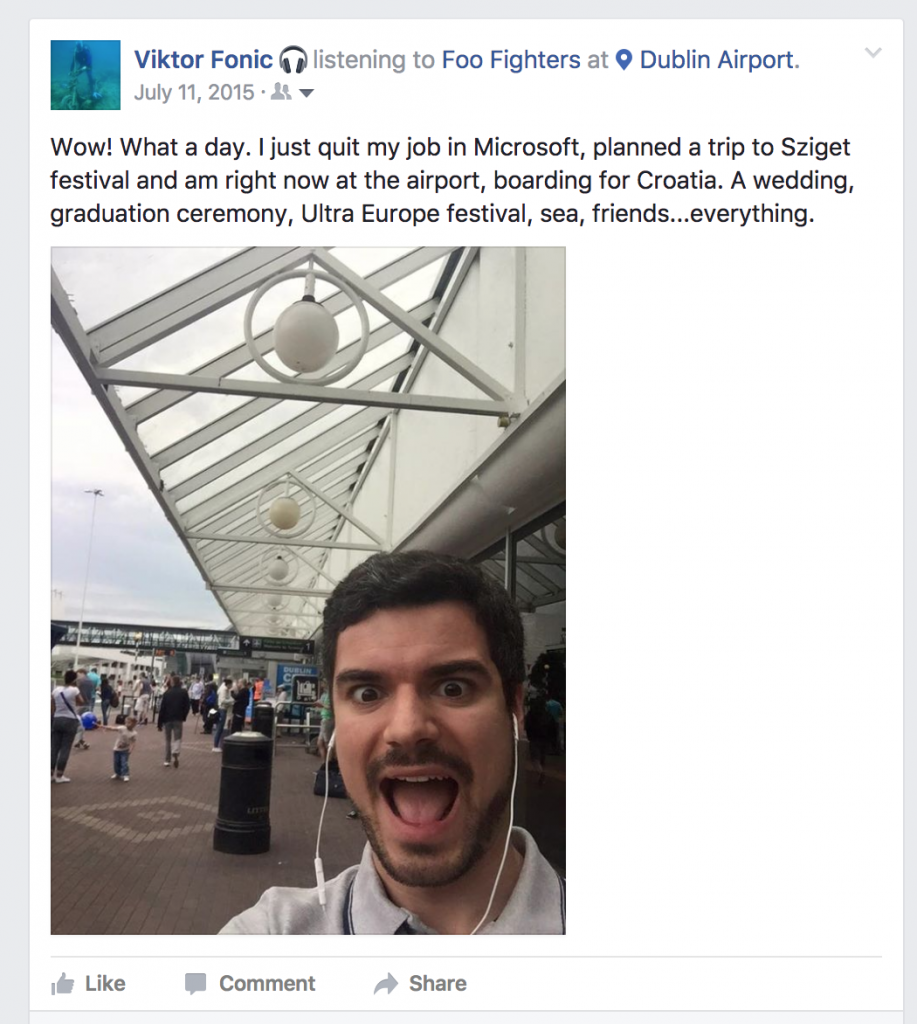 Viktor Fonic listening to Foo Fighters at Dublin Airport.
July 11, 2015 ·
Wow! What a day. I just quit my job in Microsoft, planned a trip to Sziget
festival and am right now at the airport, boarding for Croatia. A wedding,
graduation ceremony, Ultra Europe festival, sea, friends...everything.
DUBLIN
Like Comment Share